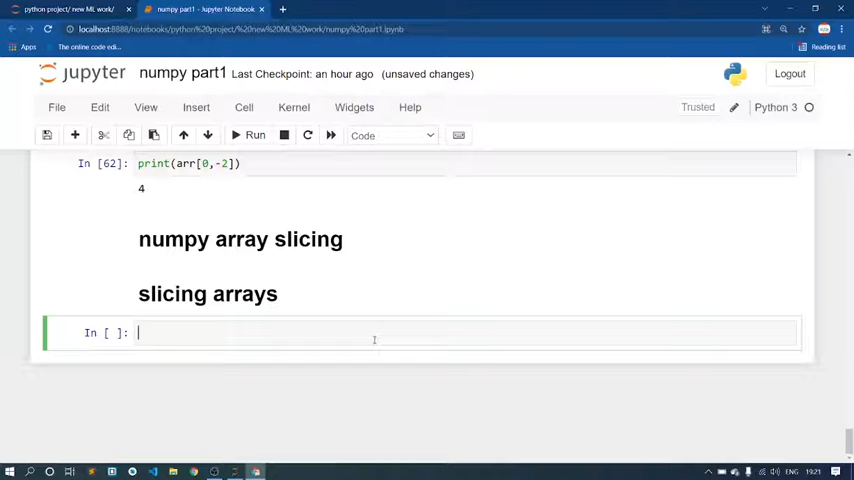 python project/ new ML work/
numpy part1 - Jupyter Notebook
localhost:8888/notebooks/python%20project/%20new%20ML%20work/numpy%20part1.ipynb
Apps The online code edi... Reading list
jupyter numpy part1 Last Checkpoint: an hour ago (unsaved changes) Logout
File Edit View Insert Cell Kernel Widgets Help Trusted Python 3
Run Code
In [62]: print(arr[0,-2])
4
numpy array slicing
slicing arrays
In [ ]:
ENG 19:21